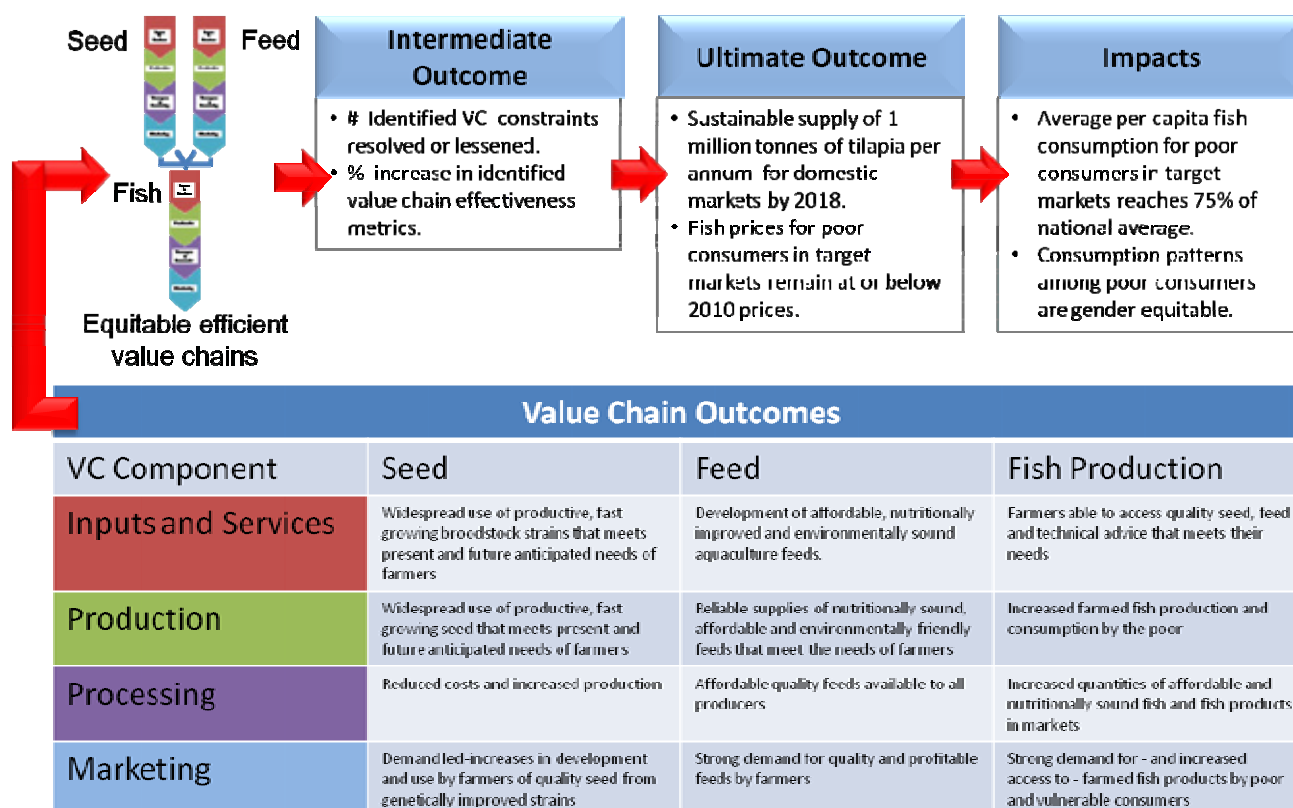 Seed
Feed
Fish
Equitable efficient
value chains
Intermediate
Outcome
• # Identified VC constraints
resolved or lessened.
• % increase in identified
value chain effectiveness
metrics.
Ultimate Outcome
• Sustainable supply of 1
million tonnes of tilapia per
annum for domestic
markets by 2018.
• Fish prices for poor
consumers in target
markets remain at or below
2010 prices.
Impacts
• Average per capita fish
consumption for poor
consumers in target
markets reaches 75% of
national average.
• Consumption patterns
among poor consumers
are gender equitable.
Value Chain Outcomes
VC Component
Seed
Feed
Fish Production
Inputs and Services
Widespread use of productive, fast
growing broodstock strains that meets
present and future anticipated needs of
farmers
Development of affordable, nutritionally
improved and environmentally sound
aquaculture feeds.
Farmers able to access quality seed, feed
and technical advice that meets their
needs
Production
Widespread use of productive, fast
growing seed that meets present and
future anticipated needs of farmers
Reliable supplies of nutritionally sound,
affordable and environmentally friendly
feeds that meet the needs of farmers
Increased farmed fish production and
consumption by the poor
Processing
Reduced costs and increased production
Affordable quality feeds available to all
producers
Increased quantities of affordable and
nutritionally sound fish and fish products
in markets
Marketing
Demand led-increases in development
and use by farmers of quality seed from
genetically improved strains
Strong demand for quality and profitable
feeds by farmers
Strong demand for - and increased
access to - farmed fish products by poor
and vulnerable consumers